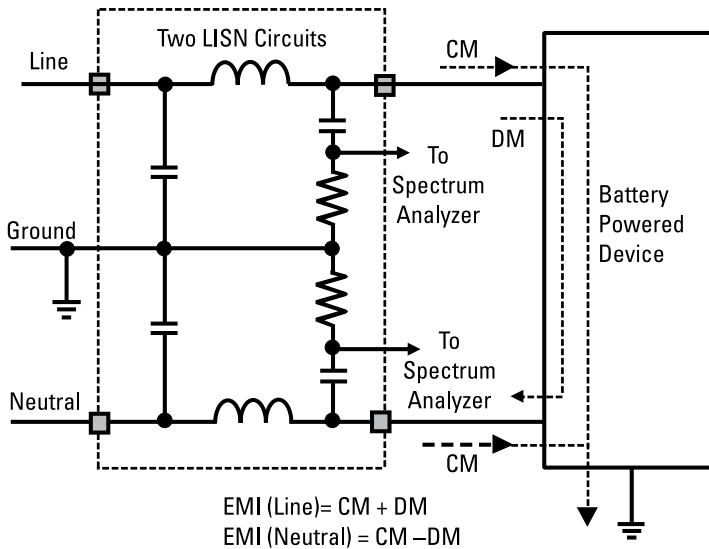 Two LISN Circuits
CM
Line
DM
To
Spectrum
Analyzer
Battery
Powered
Device
Ground
To
Spectrum
Analyzer
Neutral
CM
EMI (Line)= CM + DM
EMI (Neutral) = CM –DM